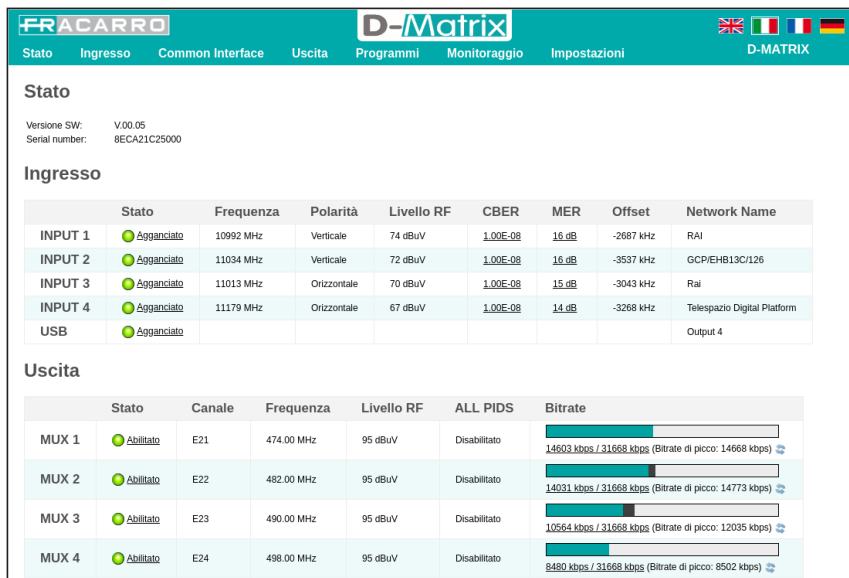 FRACARRO
D-Matrix
Stato Ingresso Common Interface Uscita Programmi Monitoraggio Impostazioni D-MATRIX
Stato
Versione SW: V.00.05
Serial number: 8ECA21C25000
Ingresso
Stato Frequenza Polarità Livello RF CBER MER Offset Network Name
INPUT 1 Agganciato 10992 MHz Verticale 74 dBuV 1.00E-08 16 dB -2687 kHz RAI
INPUT 2 Agganciato 11034 MHz Verticale 72 dBuV 1.00E-08 16 dB -3537 kHz GCP/EHB13C/126
INPUT 3 Agganciato 11013 MHz Orizzontale 70 dBuV 1.00E-08 15 dB -3043 kHz Rai
INPUT 4 Agganciato 11179 MHz Orizzontale 67 dBuV 1.00E-08 14 dB -3268 kHz Telespazio Digital Platform
USB Agganciato Output 4
Uscita
Stato Canale Frequenza Livello RF ALL PIDS Bitrate
MUX 1 Abilitato E21 474.00 MHz 95 dBuV Disabilitato 14603 kbps / 31668 kbps (Bitrate di picco: 14668 kbps)
MUX 2 Abilitato E22 482.00 MHz 95 dBuV Disabilitato 14031 kbps / 31668 kbps (Bitrate di picco: 14773 kbps)
MUX 3 Abilitato E23 490.00 MHz 95 dBuV Disabilitato 10564 kbps / 31668 kbps (Bitrate di picco: 12035 kbps)
MUX 4 Abilitato E24 498.00 MHz 95 dBuV Disabilitato 8480 kbps / 31668 kbps (Bitrate di picco: 8502 kbps)